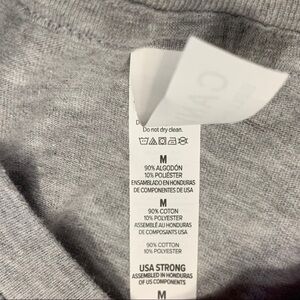 Do not dry clean.
M
90% ALGODÓN
10% POLIÉSTER
ENSAMBLADO EN HONDURAS
DE COMPONENTES DE USA
M
90% COTON
10% POLYESTER
ASSEMBLÉ AU HONDURAS
DE COMPOSANTS USA
90% COTTON
10% POLYESTER
USA STRONG
ASSEMBLED IN HONDURAS
OF US COMPONENTS
M